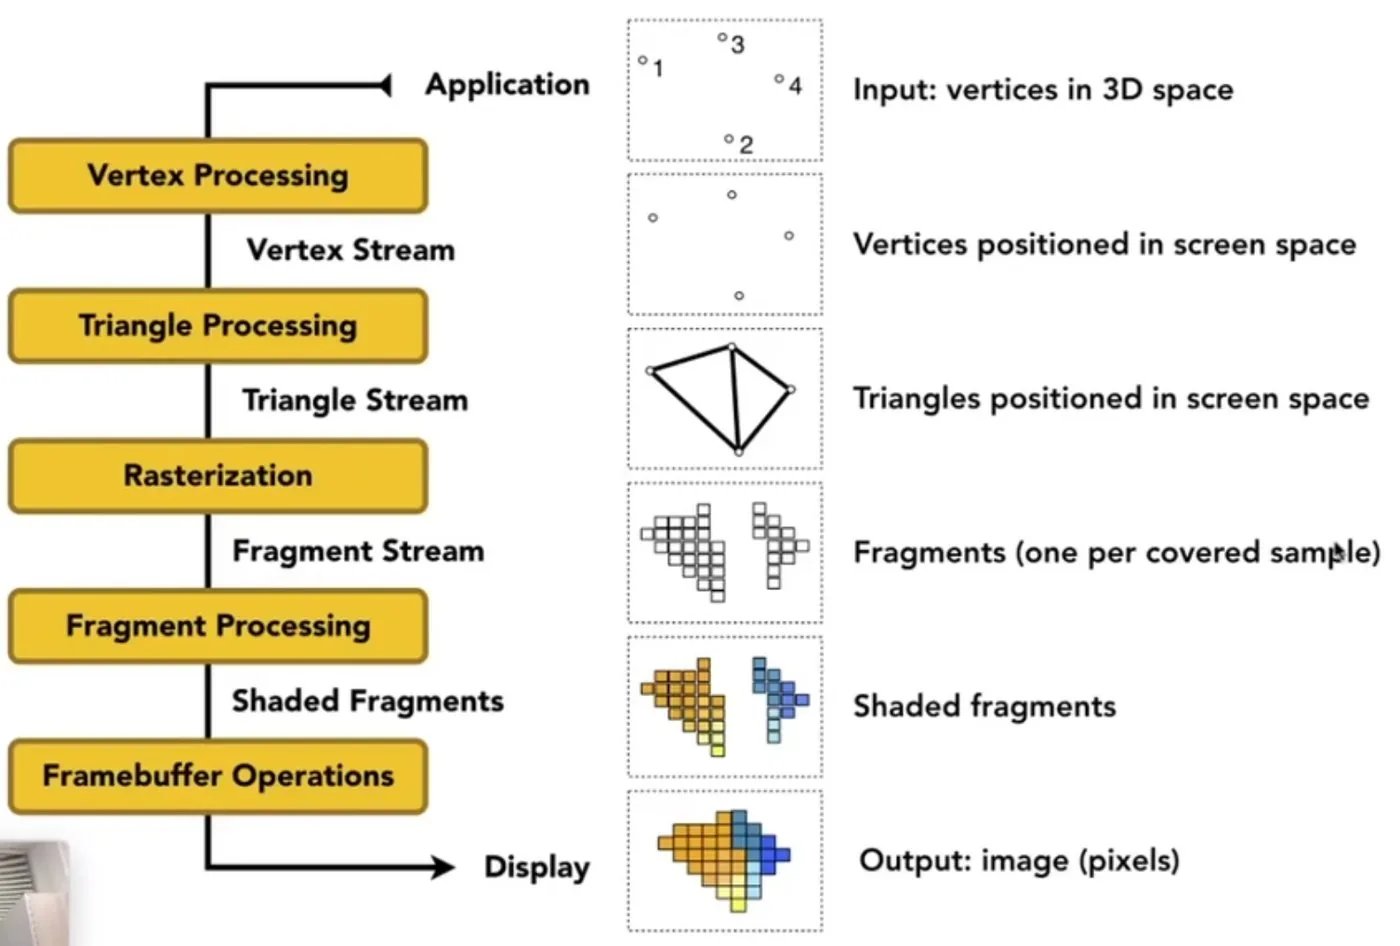 Application
1
3
4
2
Input: vertices in 3D space
Vertex Processing
Vertex Stream
Vertices positioned in screen space
Triangle Processing
Triangle Stream
Triangles positioned in screen space
Rasterization
Fragment Stream
Fragments (one per covered sample)
Fragment Processing
Shaded Fragments
Shaded fragments
Framebuffer Operations
Display
Output: image (pixels)